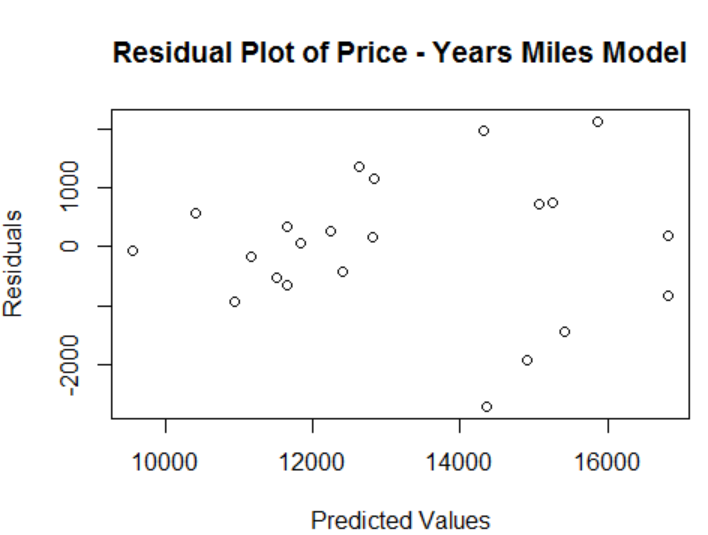 Residual Plot of Price - Years Miles Model
Residuals
1000
0
-2000
10000
12000
14000
16000
Predicted Values